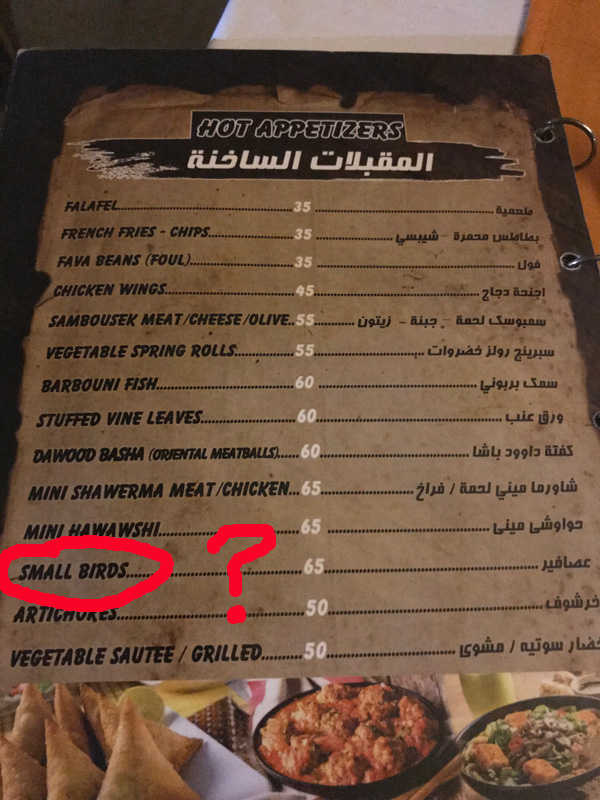 HOT APPETIZERS
المقبلات الساخنة
FALAFEL 35 طعمية
FRENCH FRIES - CHIPS 35 بطاطس محمرة - شيبسي
FAVA BEANS (FOUL) 35 فول
CHICKEN WINGS 45 اجنحة دجاج
SAMBOUSEK MEAT/CHEESE/OLIVE 55 سمبوسك لحمة - جبنة - زيتون
VEGETABLE SPRING ROLLS 55 سبرينج رولز خضروات
BARBOUNI FISH 60 سمك بربوني
STUFFED VINE LEAVES 60 ورق عنب
DAWOOD BASHA (ORIENTAL MEATBALLS) 60 كفتة داوود باشا
MINI SHAWERMA MEAT/CHICKEN 65 شاورما ميني لحمة / فراخ
MINI HAWAWSHI 65 حواوشى مينى
SMALL BIRDS 65 عصافير
?
ARTICHOKES 50 خرشوف
VEGETABLE SAUTEE / GRILLED 50 خضار سوتيه / مشوى